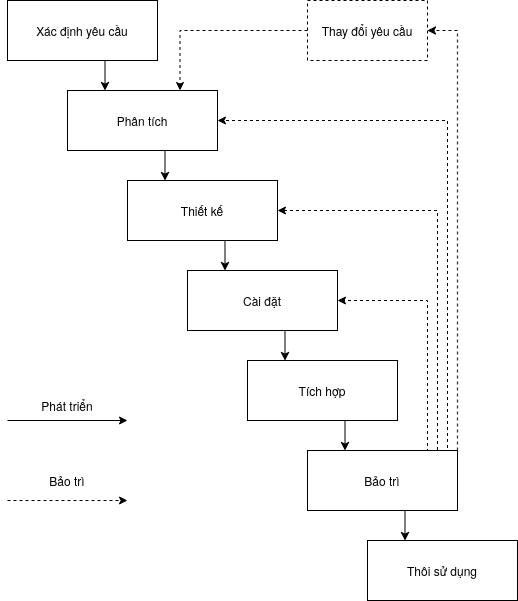 Xác định yêu cầu
Thay đổi yêu cầu
Phân tích
Thiết kế
Cài đặt
Tích hợp
Phát triển
Bảo trì
Bảo trì
Thôi sử dụng